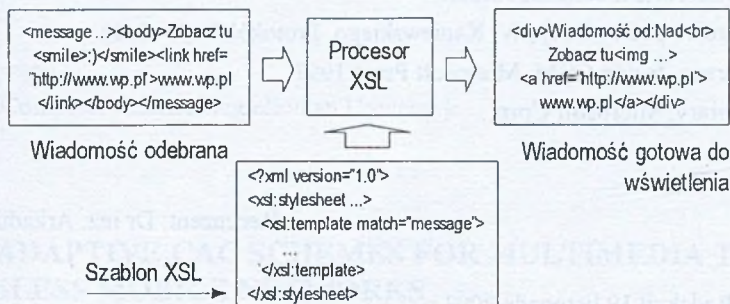 <message ...><body>Zobacz tu
<smile>;)</smile><link href=
"http://www.wp.pl">www.wp.pl
</link></body></message>
Wiadomość odebrana
Procesor
XSL
<div>Wiadomość od:Nad<br>
Zobacz tu<img ...>
<a href="http://www.wp.pl">
www.wp.pl</a></div>
Wiadomość gotowa do
wświetlenia
Szablon XSL
<?xml version="1.0">
<xsl:stylesheet ...>
<xsl:template match="message">
...
</xsl:template>
</xsl:stylesheet>